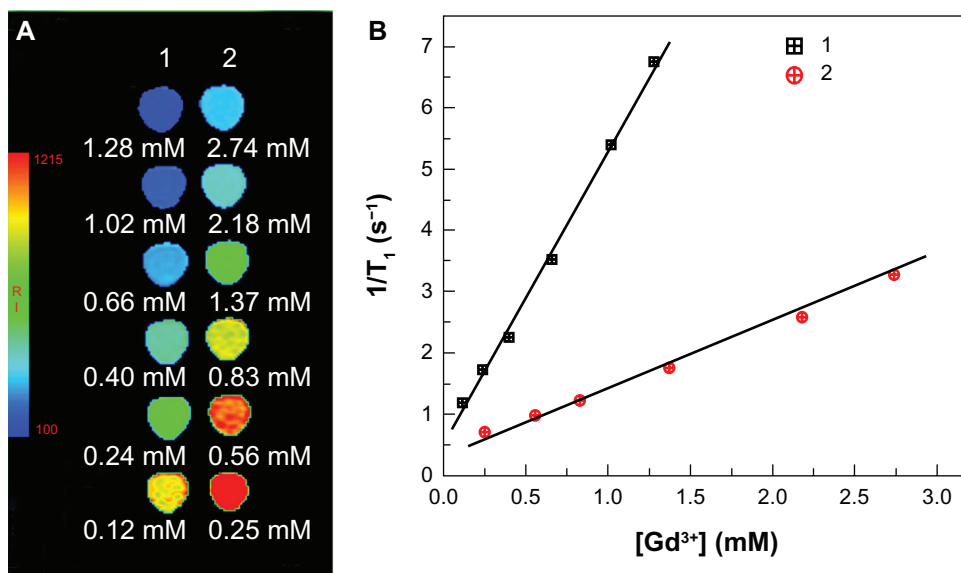 A
1 2
1.28 mM 2.74 mM
1.02 mM 2.18 mM
0.66 mM 1.37 mM
0.40 mM 0.83 mM
0.24 mM 0.56 mM
0.12 mM 0.25 mM
1215
R
I
100
B
1
2
7
6
5
4
3
2
1
0
1/T₁ (s⁻¹)
0.0 0.5 1.0 1.5 2.0 2.5 3.0
[Gd³⁺] (mM)